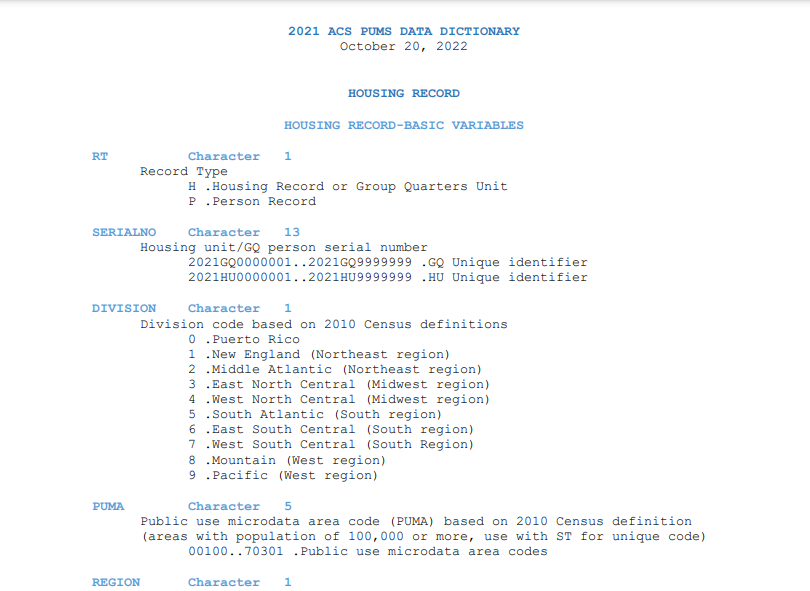 2021 ACS PUMS DATA DICTIONARY
October 20, 2022
HOUSING RECORD
HOUSING RECORD-BASIC VARIABLES
RT Character 1
Record Type
H .Housing Record or Group Quarters Unit
P .Person Record
SERIALNO Character 13
Housing unit/GQ person serial number
2021GQ0000001..2021GQ9999999 .GQ Unique identifier
2021HU0000001..2021HU9999999 .HU Unique identifier
DIVISION Character 1
Division code based on 2010 Census definitions
0 .Puerto Rico
1 .New England (Northeast region)
2 .Middle Atlantic (Northeast region)
3 .East North Central (Midwest region)
4 .West North Central (Midwest region)
5 .South Atlantic (South region)
6 .East South Central (South region)
7 .West South Central (South Region)
8 .Mountain (West region)
9 .Pacific (West region)
PUMA Character 5
Public use microdata area code (PUMA) based on 2010 Census definition
(areas with population of 100,000 or more, use with ST for unique code)
00100..70301 .Public use microdata area codes
REGION Character 1